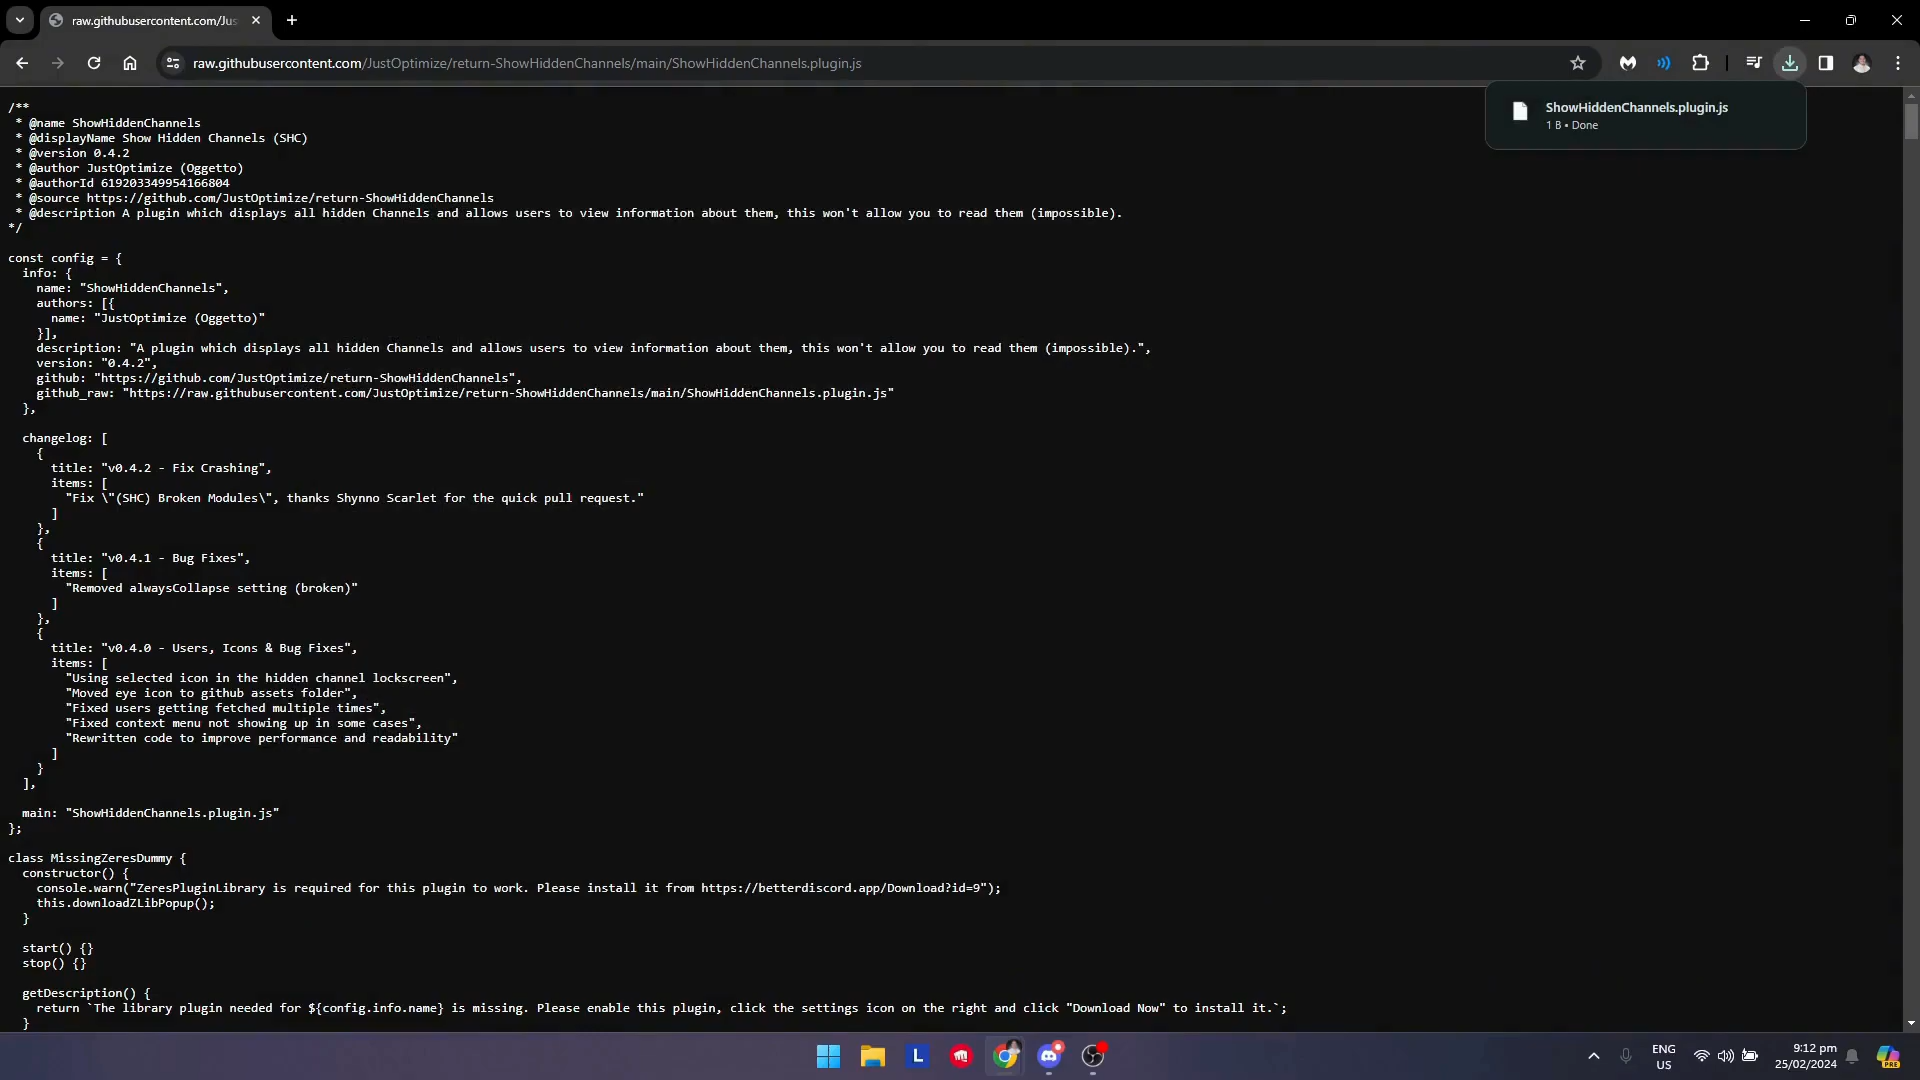 raw.githubusercontent.com/Jus
raw.githubusercontent.com/JustOptimize/return-ShowHiddenChannels/main/ShowHiddenChannels.plugin.js
ShowHiddenChannels.plugin.js
1 B • Done
/**
* @name ShowHiddenChannels
* @displayName Show Hidden Channels (SHC)
* @version 0.4.2
* @author JustOptimize (Oggetto)
* @authorId 619203349954166804
* @source https://github.com/JustOptimize/return-ShowHiddenChannels
* @description A plugin which displays all hidden Channels and allows users to view information about them, this won't allow you to read them (impossible).
*/
const config = {
info: {
name: "ShowHiddenChannels",
authors: [{
name: "JustOptimize (Oggetto)"
}],
description: "A plugin which displays all hidden Channels and allows users to view information about them, this won't allow you to read them (impossible).",
version: "0.4.2",
github: "https://github.com/JustOptimize/return-ShowHiddenChannels",
github_raw: "https://raw.githubusercontent.com/JustOptimize/return-ShowHiddenChannels/main/ShowHiddenChannels.plugin.js"
},
changelog: [
{
title: "v0.4.2 - Fix Crashing",
items: [
"Fix \"(SHC) Broken Modules\", thanks Shynno Scarlet for the quick pull request."
]
},
{
title: "v0.4.1 - Bug Fixes",
items: [
"Removed alwaysCollapse setting (broken)"
]
},
{
title: "v0.4.0 - Users, Icons & Bug Fixes",
items: [
"Using selected icon in the hidden channel lockscreen",
"Moved eye icon to github assets folder",
"Fixed users getting fetched multiple times",
"Fixed context menu not showing up in some cases",
"Rewritten code to improve performance and readability"
]
}
],
main: "ShowHiddenChannels.plugin.js"
};
class MissingZeresDummy {
constructor() {
console.warn("ZeresPluginLibrary is required for this plugin to work. Please install it from https://betterdiscord.app/Download?id=9");
this.downloadZLibPopup();
}
start() {}
stop() {}
getDescription() {
return `The library plugin needed for ${config.info.name} is missing. Please enable this plugin, click the settings icon on the right and click "Download Now" to install it.`;
}
L
ENG
US
9:12 pm
25/02/2024
PRE